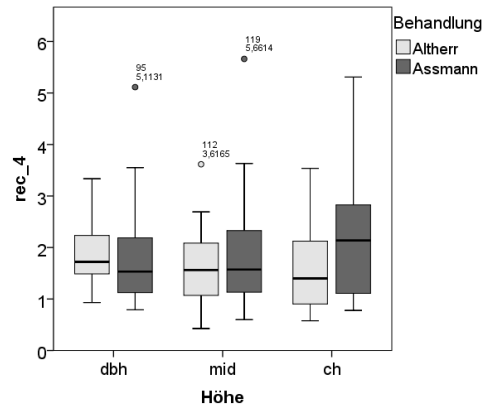 Behandlung
Altherr
Assmann
rec_4
6
5
4
3
2
1
0
95
5,1131
112
3,6165
119
5,6614
dbh
mid
ch
Höhe